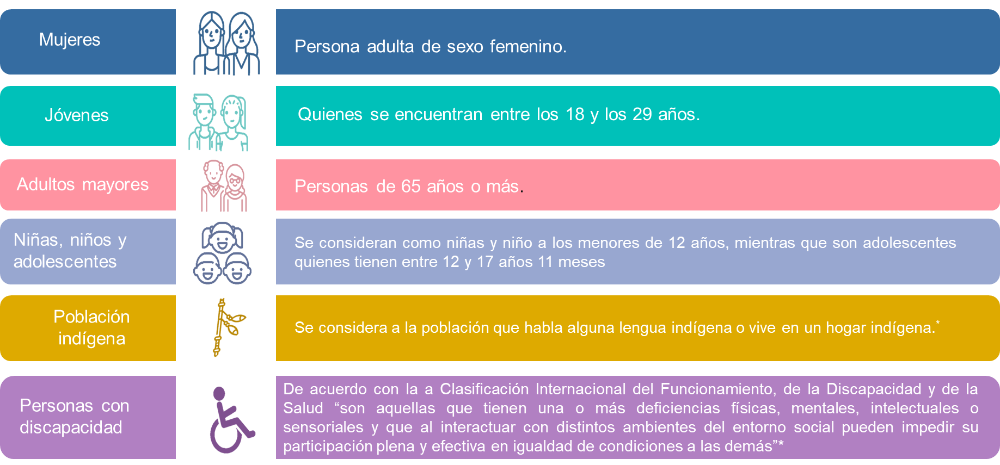 Mujeres
Persona adulta de sexo femenino.
Jóvenes
Quienes se encuentran entre los 18 y los 29 años.
Adultos mayores
Personas de 65 años o más.
Niñas, niños y
adolescentes
Se consideran como niñas y niño a los menores de 12 años, mientras que son adolescentes
quienes tienen entre 12 y 17 años 11 meses
Población
indígena
Se considera a la población que habla alguna lengua indígena o vive en un hogar indígena.*
Personas con
discapacidad
De acuerdo con la a Clasificación Internacional del Funcionamiento, de la Discapacidad y de la
Salud “son aquellas que tienen una o más deficiencias físicas, mentales, intelectuales o
sensoriales y que al interactuar con distintos ambientes del entorno social pueden impedir su
participación plena y efectiva en igualdad de condiciones a las demás”*